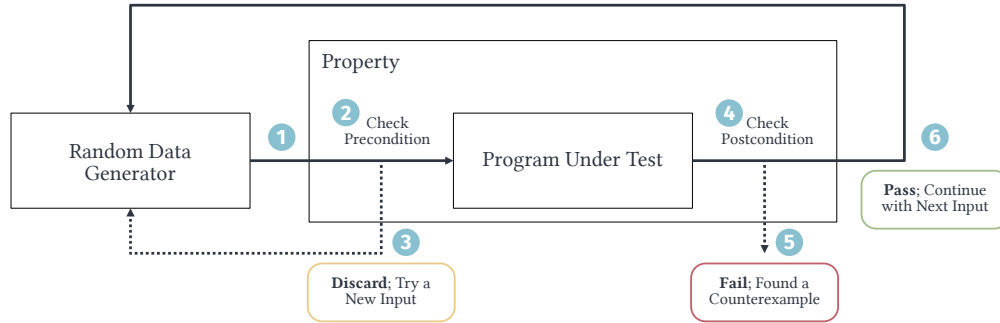 Property
1
2
Check
Precondition
4
Check
Postcondition
6
Random Data
Generator
Program Under Test
Pass; Continue
with Next Input
3
5
Discard; Try a
New Input
Fail; Found a
Counterexample